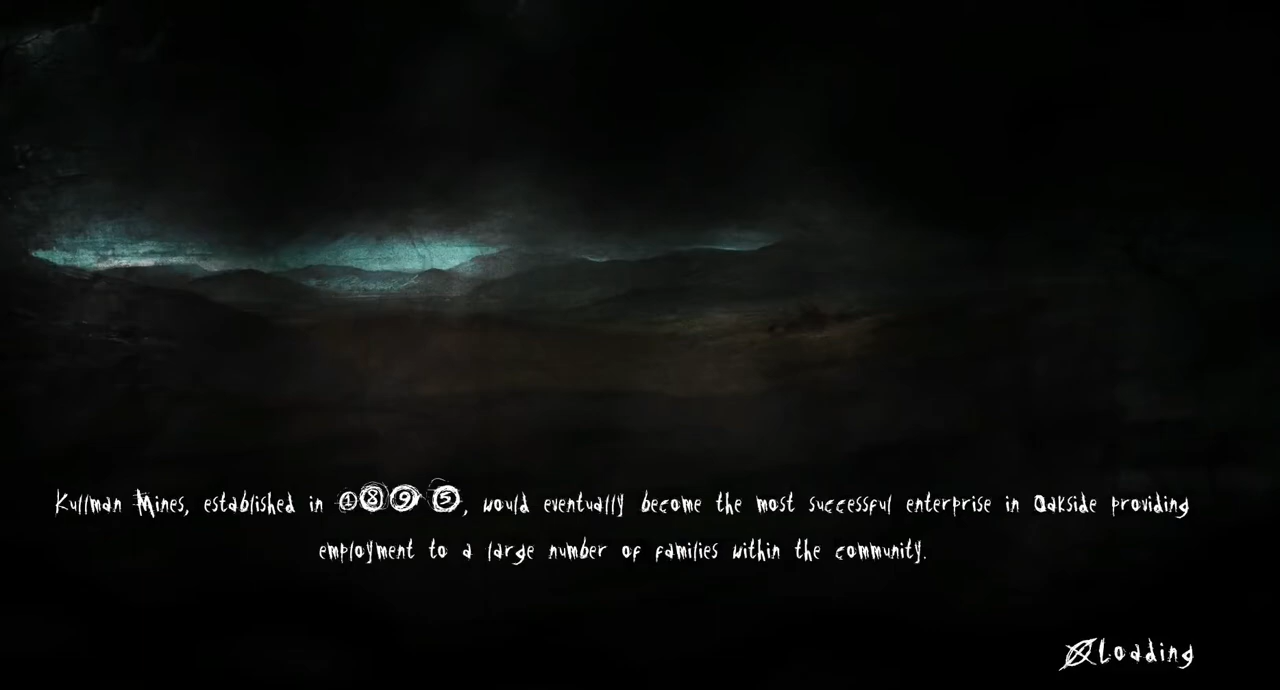 Kullman Mines, established in 1895, would eventually become the most successful enterprise in Oakside providing
employment to a large number of families within the community.
Loading